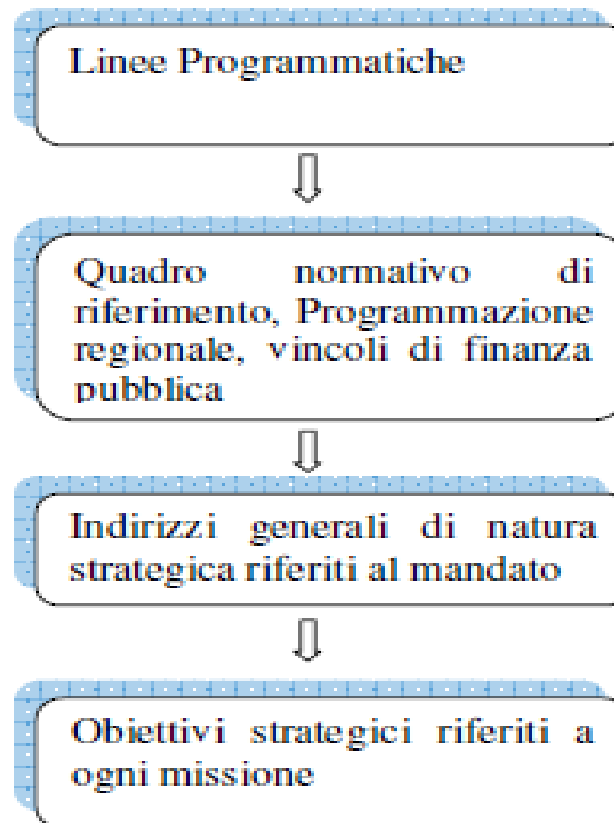 Linee Programmatiche
Quadro normativo di
riferimento, Programmazione
regionale, vincoli di finanza
pubblica
Indirizzi generali di natura
strategica riferiti al mandato
Obiettivi strategici riferiti a
ogni missione